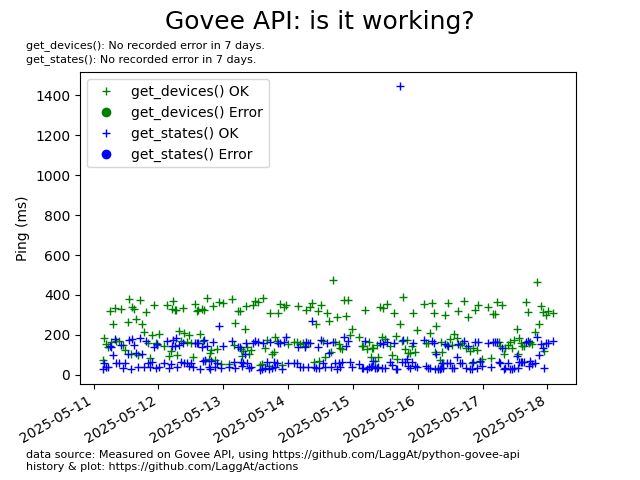 Govee API: is it working?
get_devices(): No recorded error in 7 days.
get_states(): No recorded error in 7 days.
get_devices() OK
get_devices() Error
get_states() OK
get_states() Error
Ping (ms)
1400
1200
1000
800
600
400
200
0
2025-05-11
2025-05-12
2025-05-13
2025-05-14
2025-05-15
2025-05-16
2025-05-17
2025-05-18
data source: Measured on Govee API, using https://github.com/LaggAt/python-govee-api
history & plot: https://github.com/LaggAt/actions